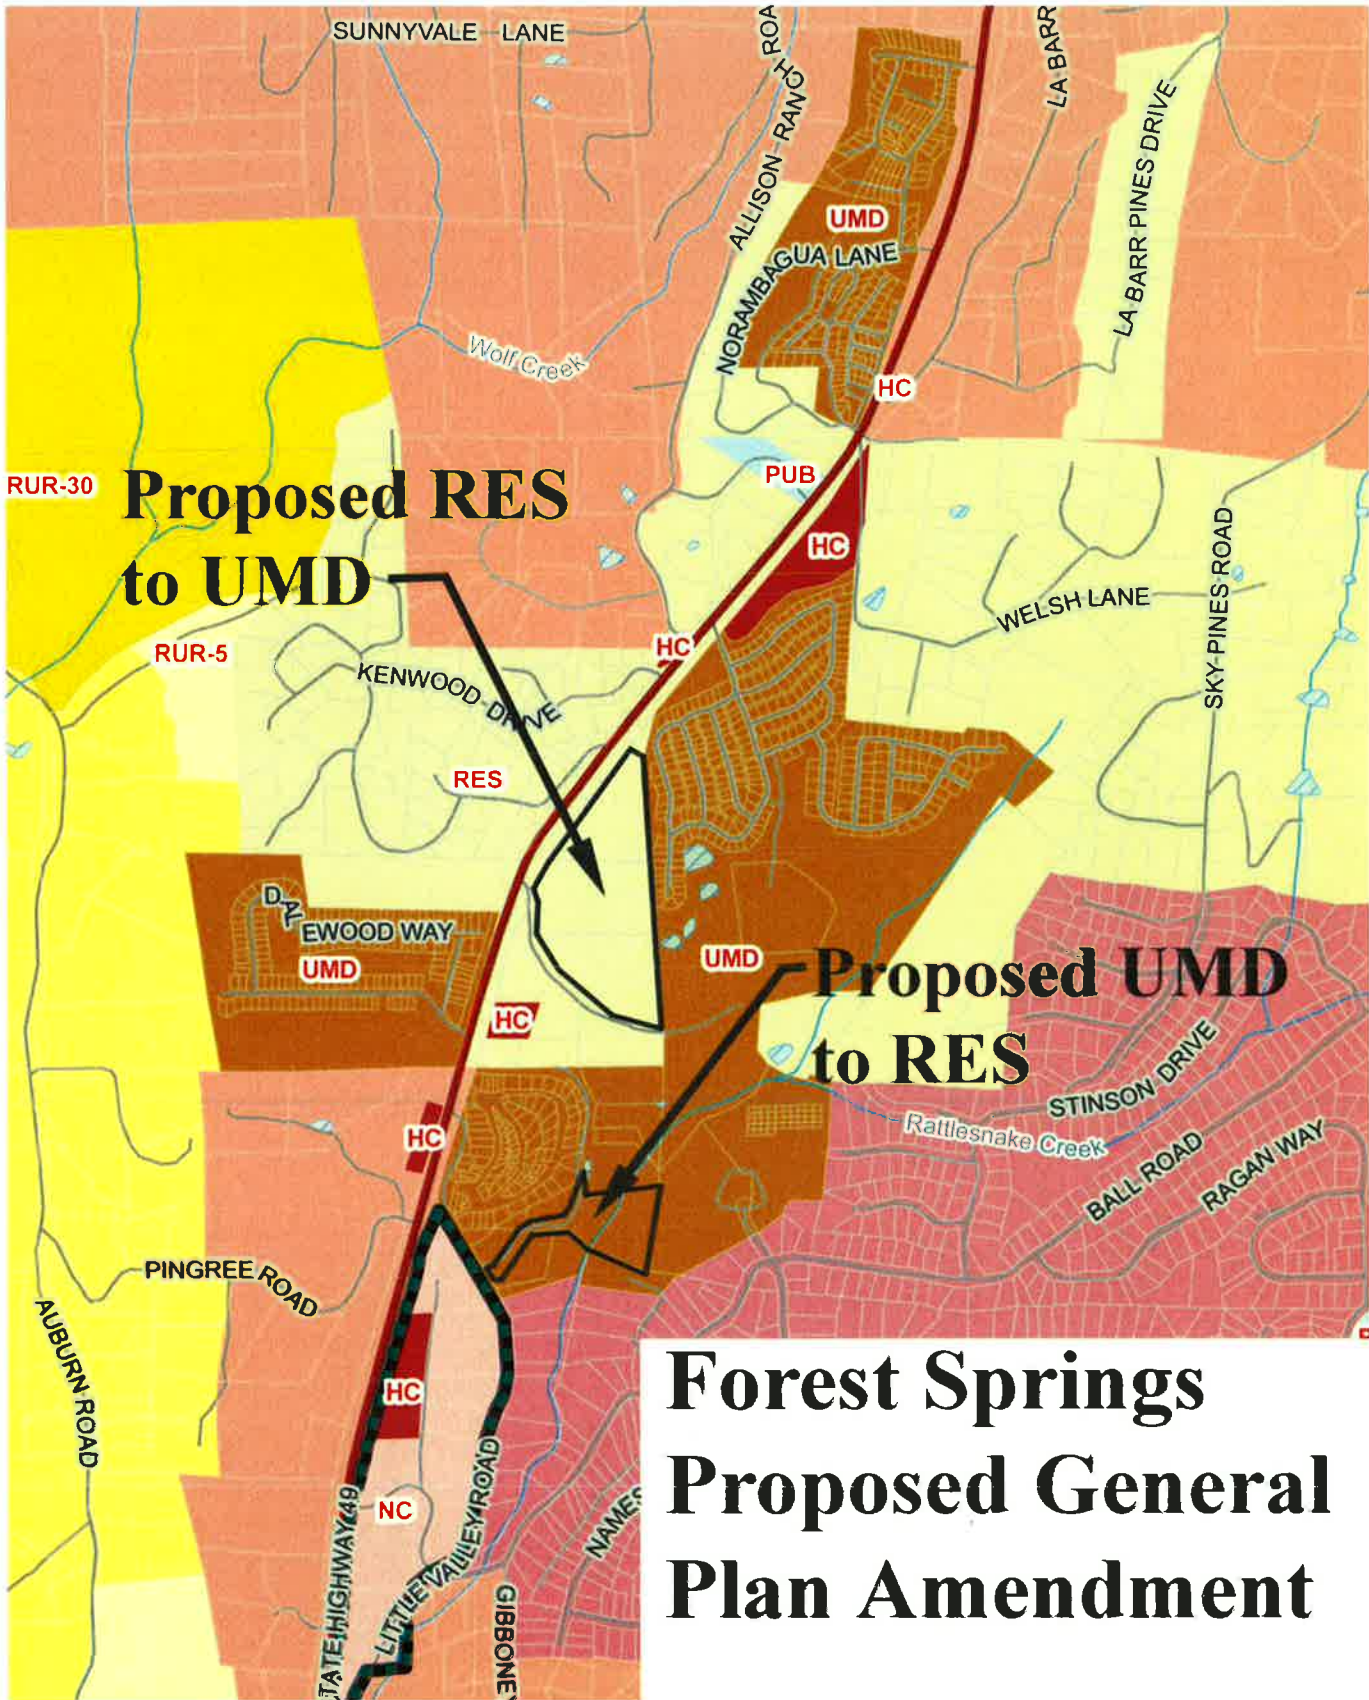 SUNNYVALE LANE
ALLISON RANCH ROA
LA BARR
LA BARR PINES DRIVE
UMD
NORAMBAGUA LANE
Wolf Creek
HC
PUB
RUR-30
Proposed RES
to UMD
HC
WELSH LANE
SKY PINES ROAD
RUR-5
HC
KENWOOD DRIVE
RES
DALEWOOD WAY
UMD
UMD
Proposed UMD
to RES
HC
STINSON DRIVE
Rattlesnake Creek
HC
BALL ROAD
RAGAN WAY
PINGREE ROAD
AUBURN ROAD
HC
NC
TATE HIGHWAY 49
LITTLE VALLEY ROAD
GIBBONEY
NAMES
Forest Springs
Proposed General
Plan Amendment